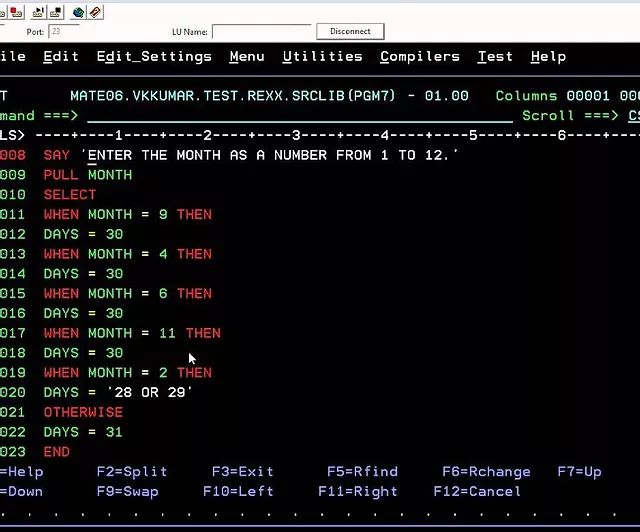 Port: 23 LU Name: Disconnect
ile Edit Edit_Settings Menu Utilities Compilers Test Help
T MATE06.VKKUMAR.TEST.REXX.SRCLIB(PGM7) - 01.00 Columns 00001 000
mand ===> Scroll ===> CS
LS> ----+----1----+----2----+----3----+----4----+----5----+----6----+---
008 SAY 'ENTER THE MONTH AS A NUMBER FROM 1 TO 12.'
009 PULL MONTH
010 SELECT
011 WHEN MONTH = 9 THEN
012 DAYS = 30
013 WHEN MONTH = 4 THEN
014 DAYS = 30
015 WHEN MONTH = 6 THEN
016 DAYS = 30
017 WHEN MONTH = 11 THEN
018 DAYS = 30
019 WHEN MONTH = 2 THEN
020 DAYS = '28 OR 29'
021 OTHERWISE
022 DAYS = 31
023 END
=Help F2=Split F3=Exit F5=Rfind F6=Rchange F7=Up
=Down F9=Swap F10=Left F11=Right F12=Cancel